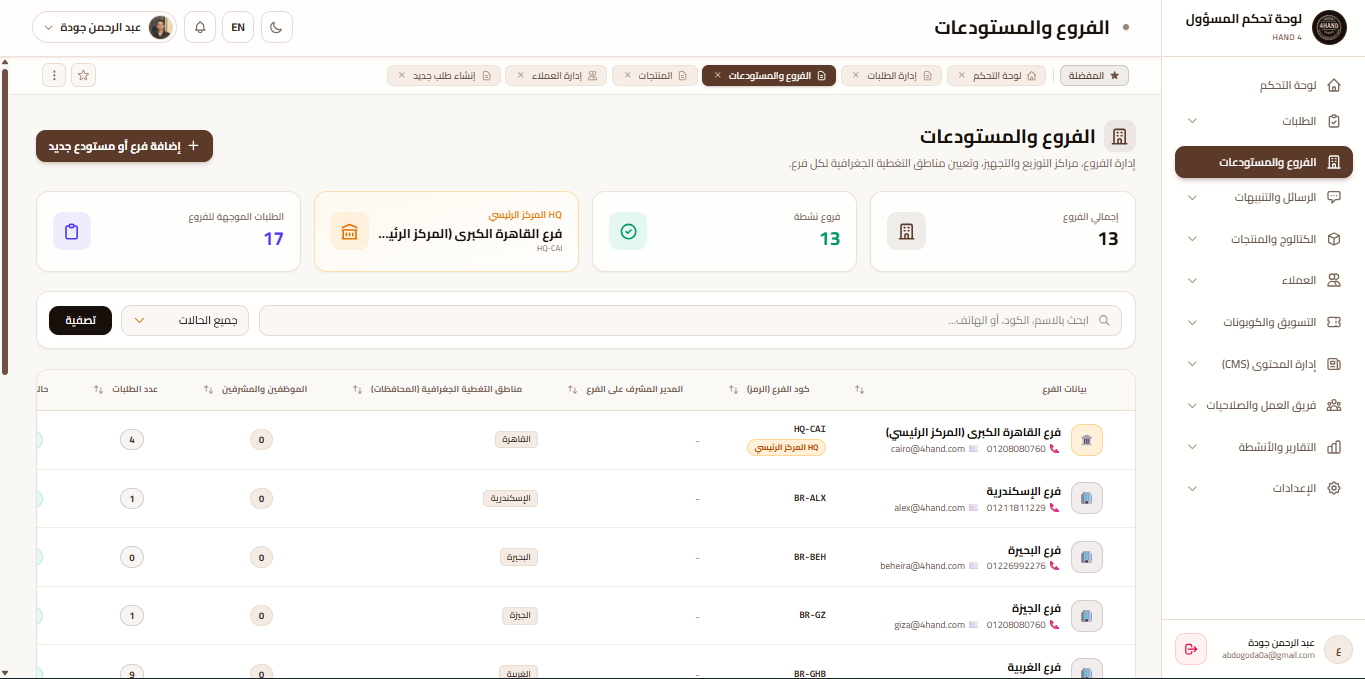 لوحة تحكم المسؤول
HAND 4
4HAND
لوحة التحكم
الطلبات
الفروع والمستودعات
الرسائل والتنبيهات
الكتالوج والمنتجات
العملاء
التسويق والكوبونات
إدارة المحتوى (CMS)
فريق العمل والصلاحيات
التقارير والأنشطة
الإعدادات
ع
عبد الرحمن جودة
abdogoda0a@gmail.com
الفروع والمستودعات
EN
عبد الرحمن جودة
المفضلة
لوحة التحكم
إدارة الطلبات
الفروع والمستودعات
المنتجات
إدارة العملاء
إنشاء طلب جديد
الفروع والمستودعات
إدارة الفروع، مراكز التوزيع والتجهيز، وتعيين مناطق التغطية الجغرافية لكل فرع.
+ إضافة فرع أو مستودع جديد
إجمالي الفروع
13
فروع نشطة
13
HQ المركز الرئيسي
فرع القاهرة الكبرى (المركز الرئي...
HQ-CAI
الطلبات الموجهة للفروع
17
ابحث بالاسم، الكود، أو الهاتف...
جميع الحالات
تصفية
بيانات الفرع
كود الفرع (الرمز)
المدير المشرف على الفرع
مناطق التغطية الجغرافية (المحافظات)
الموظفين والمشرفين
عدد الطلبات
فرع القاهرة الكبرى (المركز الرئيسي)
01208080760 cairo@4hand.com
HQ-CAI
HQ المركز الرئيسي
-
القاهرة
0
4
فرع الإسكندرية
01211811229 alex@4hand.com
BR-ALX
-
الإسكندرية
0
1
فرع البحيرة
01226992276 beheira@4hand.com
BR-BEH
-
البحيرة
0
0
فرع الجيزة
01208080760 giza@4hand.com
BR-GZ
-
الجيزة
0
1
فرع الغربية
BR-GHB
-
الغربية
0
9